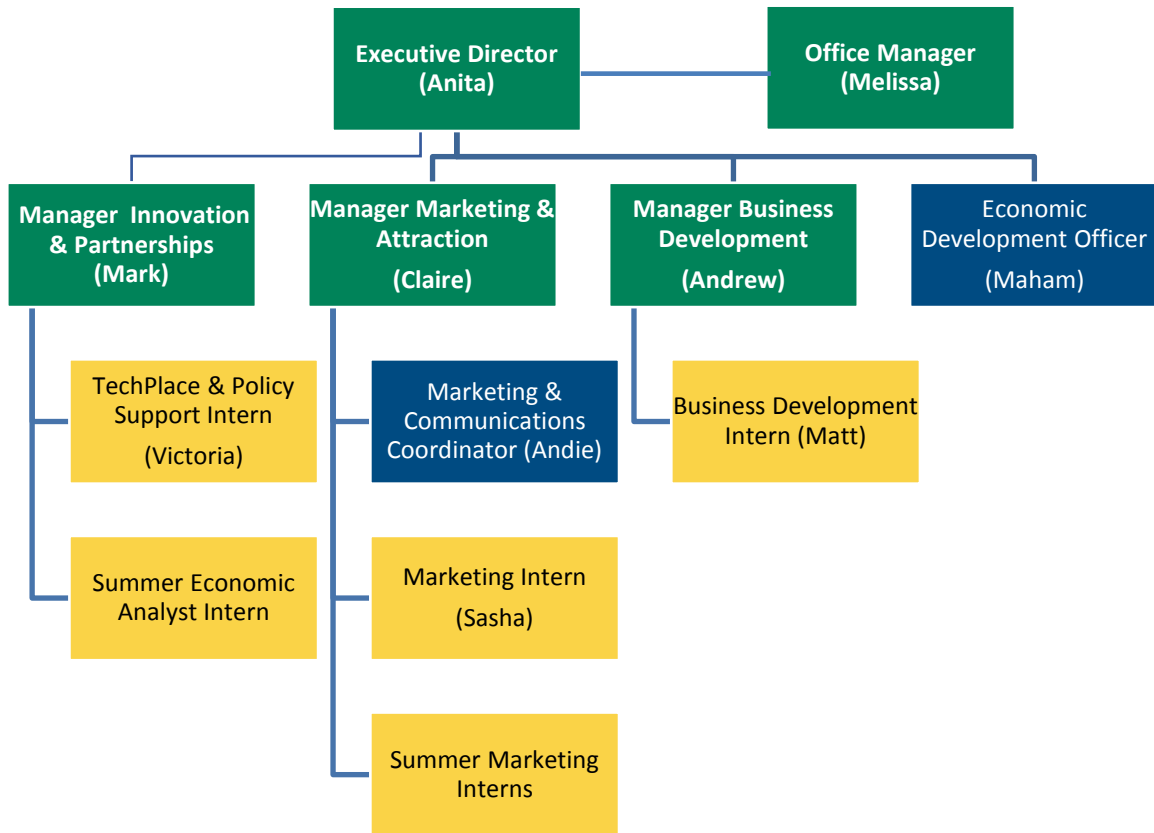 Executive Director
(Anita)
Office Manager
(Melissa)
Manager Innovation
& Partnerships
(Mark)
Manager Marketing &
Attraction
(Claire)
Manager Business
Development
(Andrew)
Economic
Development Officer
(Maham)
TechPlace & Policy
Support Intern
(Victoria)
Marketing &
Communications
Coordinator (Andie)
Business Development
Intern (Matt)
Summer Economic
Analyst Intern
Marketing Intern
(Sasha)
Summer Marketing
Interns